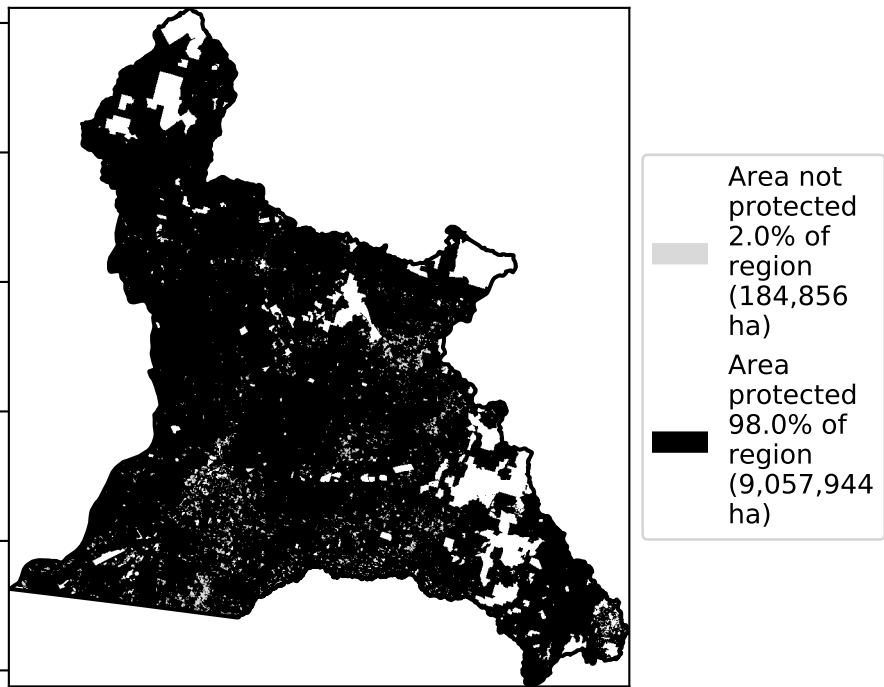 Area not
protected
2.0% of
region
(184,856
ha)
Area
protected
98.0% of
region
(9,057,944
ha)